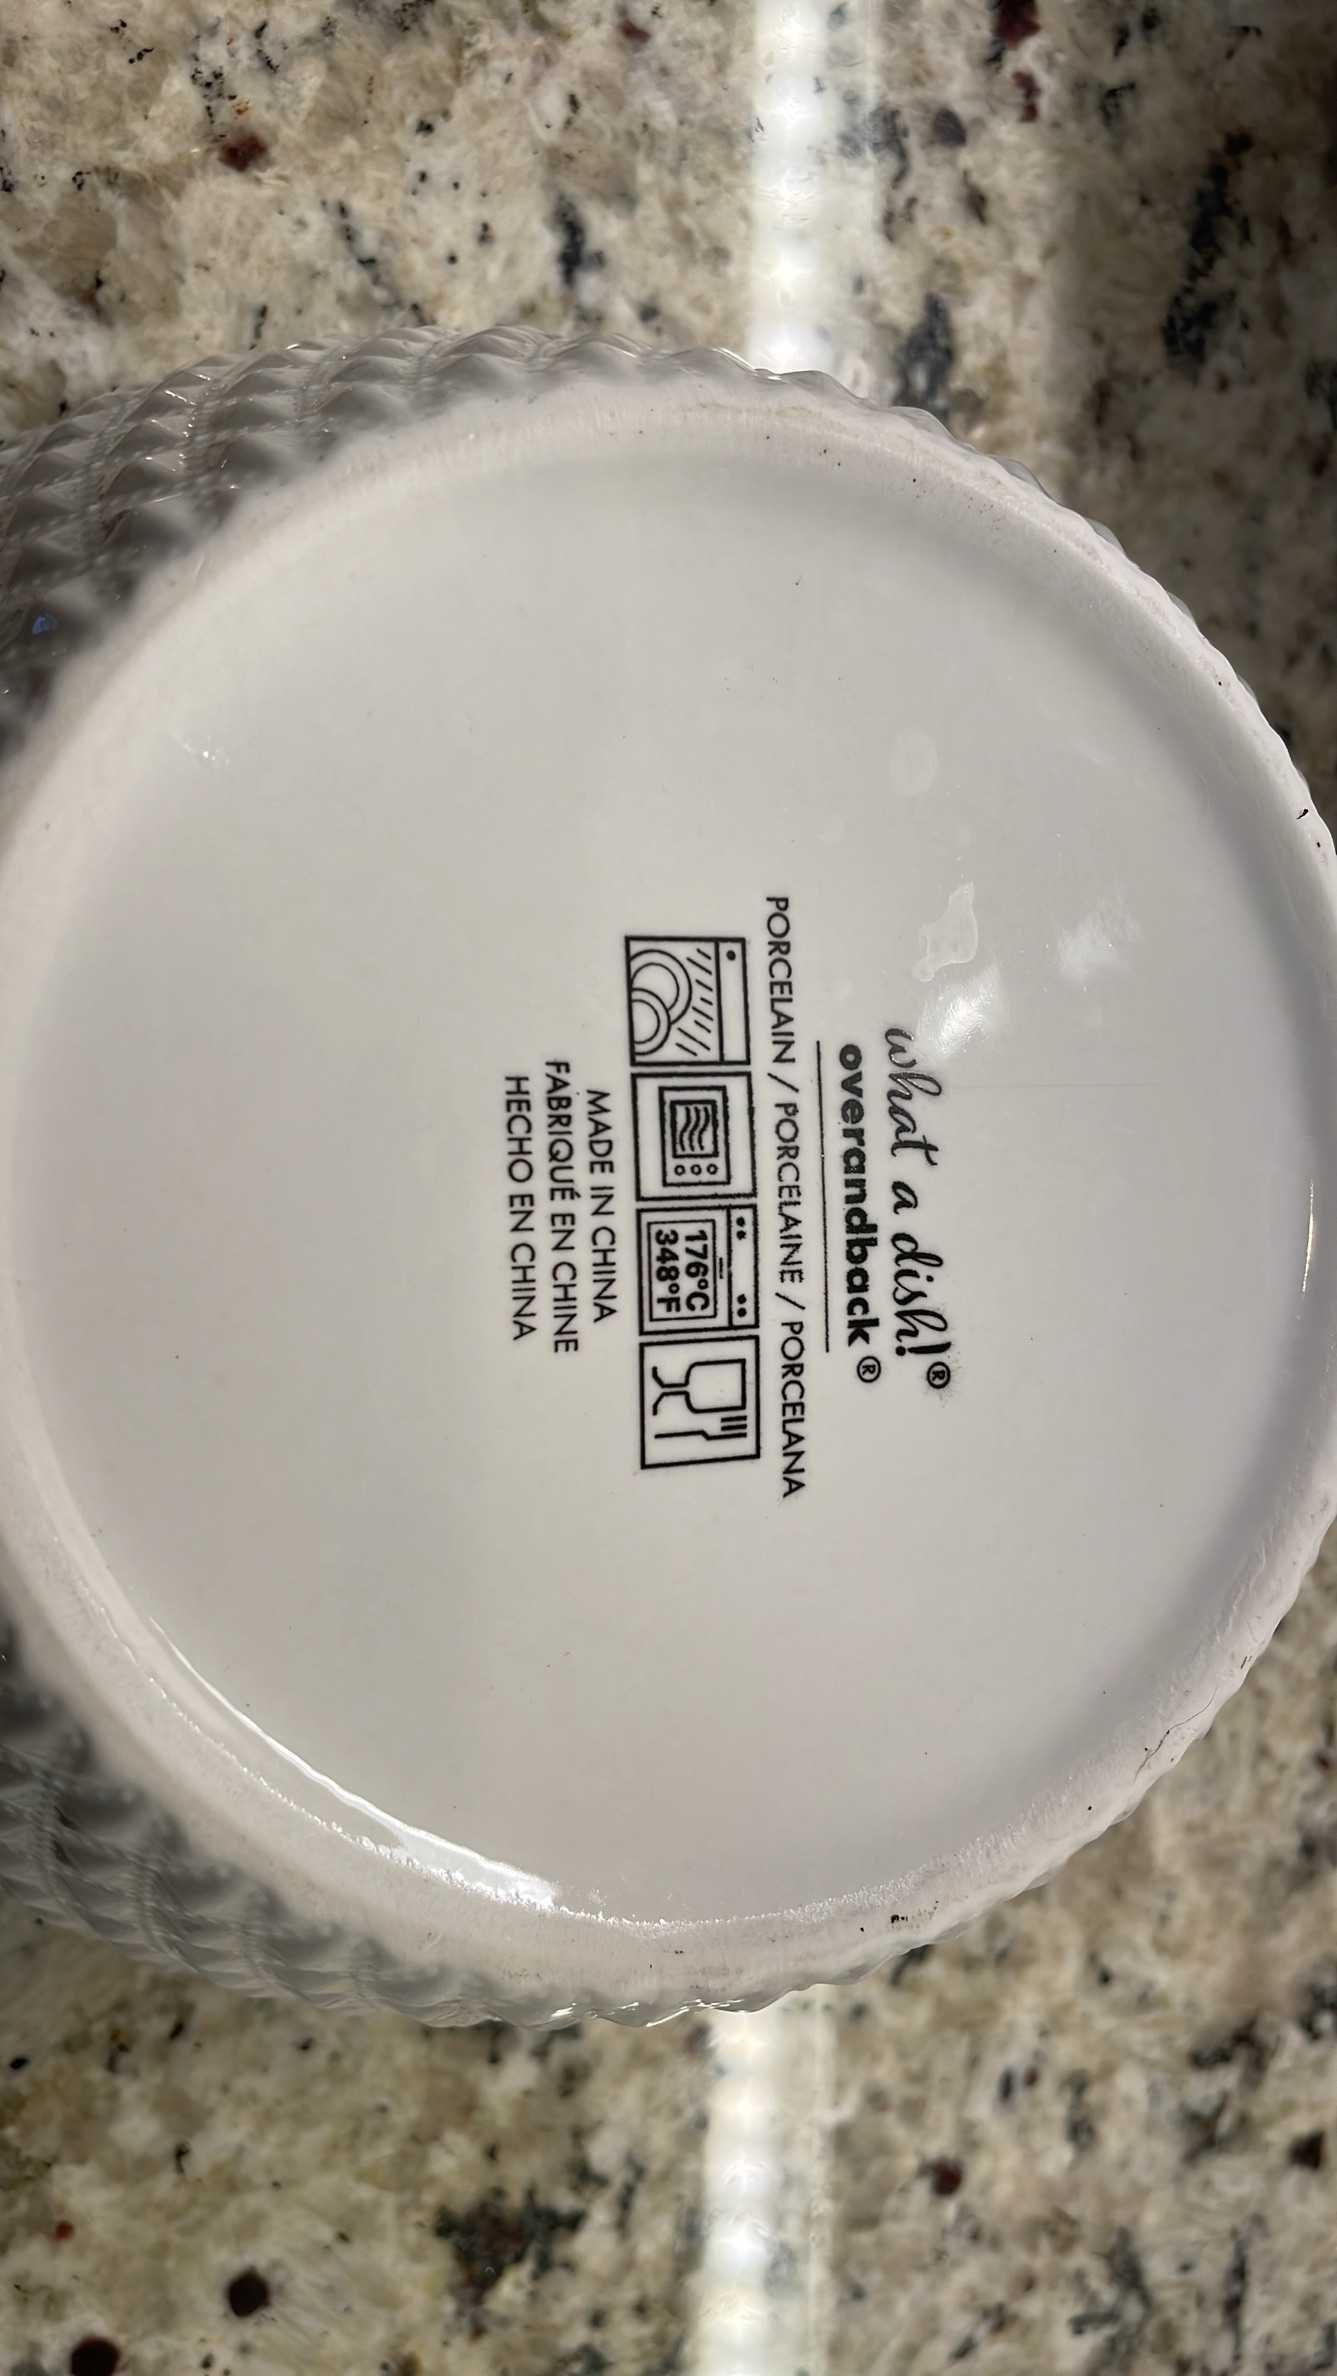 what a dish!®
overandback®
PORCELAIN / PORCELAINE / PORCELANA
176°C
348°F
MADE IN CHINA
FABRIQUÉ EN CHINE
HECHO EN CHINA